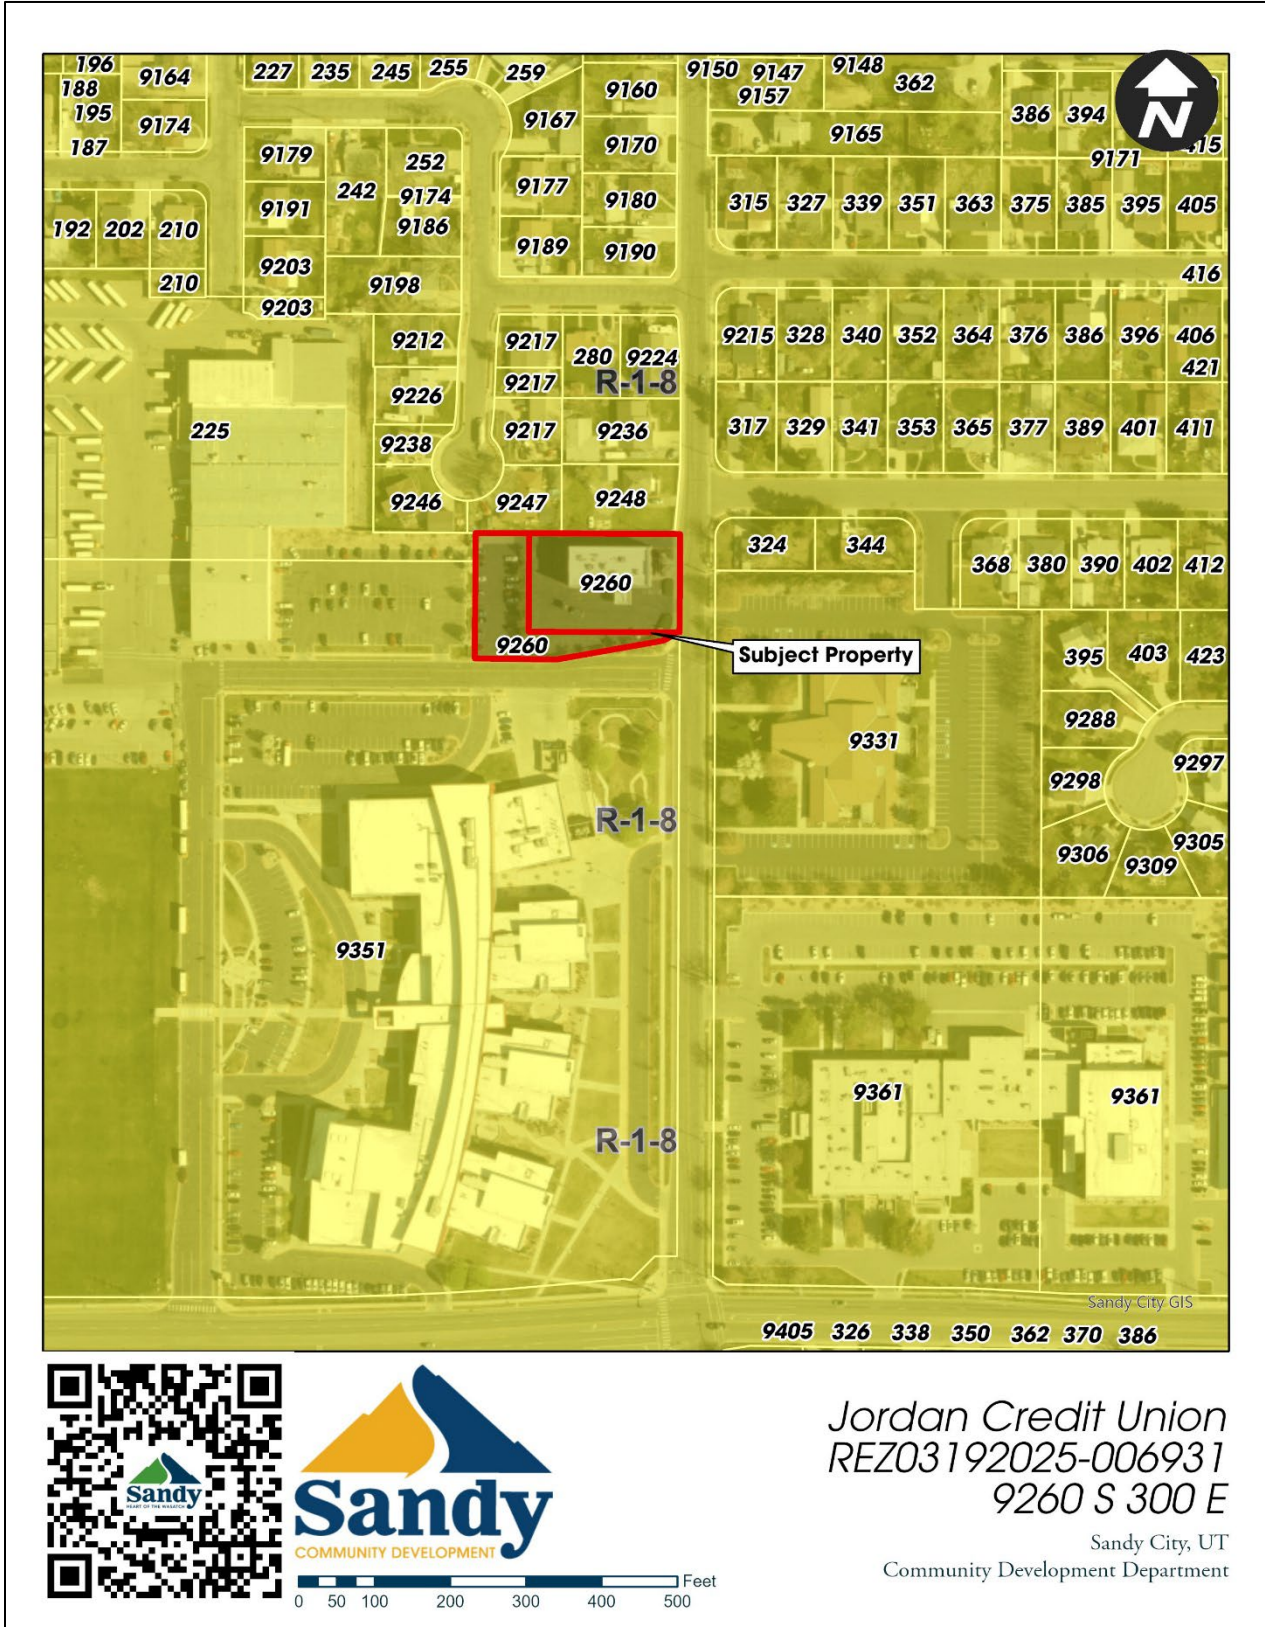 196
9164
227 235 245 255 259
9160
9150 9147
9148
188
9157
362
195
9174
9167
386 394
187
9179
252
9170
9165
415
242
9174
9177
9171
9191
9186
9180
315 327 339 351 363 375 385 395 405
192 202 210
9189
9190
9203
210
9198
416
9203
9212
9217
280 9224
9215 328 340 352 364 376 386 396 406
9226
9217
R-1-8
421
225
9238
9217
9236
317 329 341 353 365 377 389 401 411
9246
9247
9248
324
344
9260
368 380 390 402 412
9260
Subject Property
395 403 423
9288
9331
9297
9298
R-1-8
9305
9306
9309
9351
9361
9361
R-1-8
Sandy City GIS
9405 326 338 350 362 370 386
N
Sandy
HEART OF THE WASATCH
Sandy
COMMUNITY DEVELOPMENT
Feet
0 50 100 200 300 400 500
Jordan Credit Union
REZ03192025-006931
9260 S 300 E
Sandy City, UT
Community Development Department